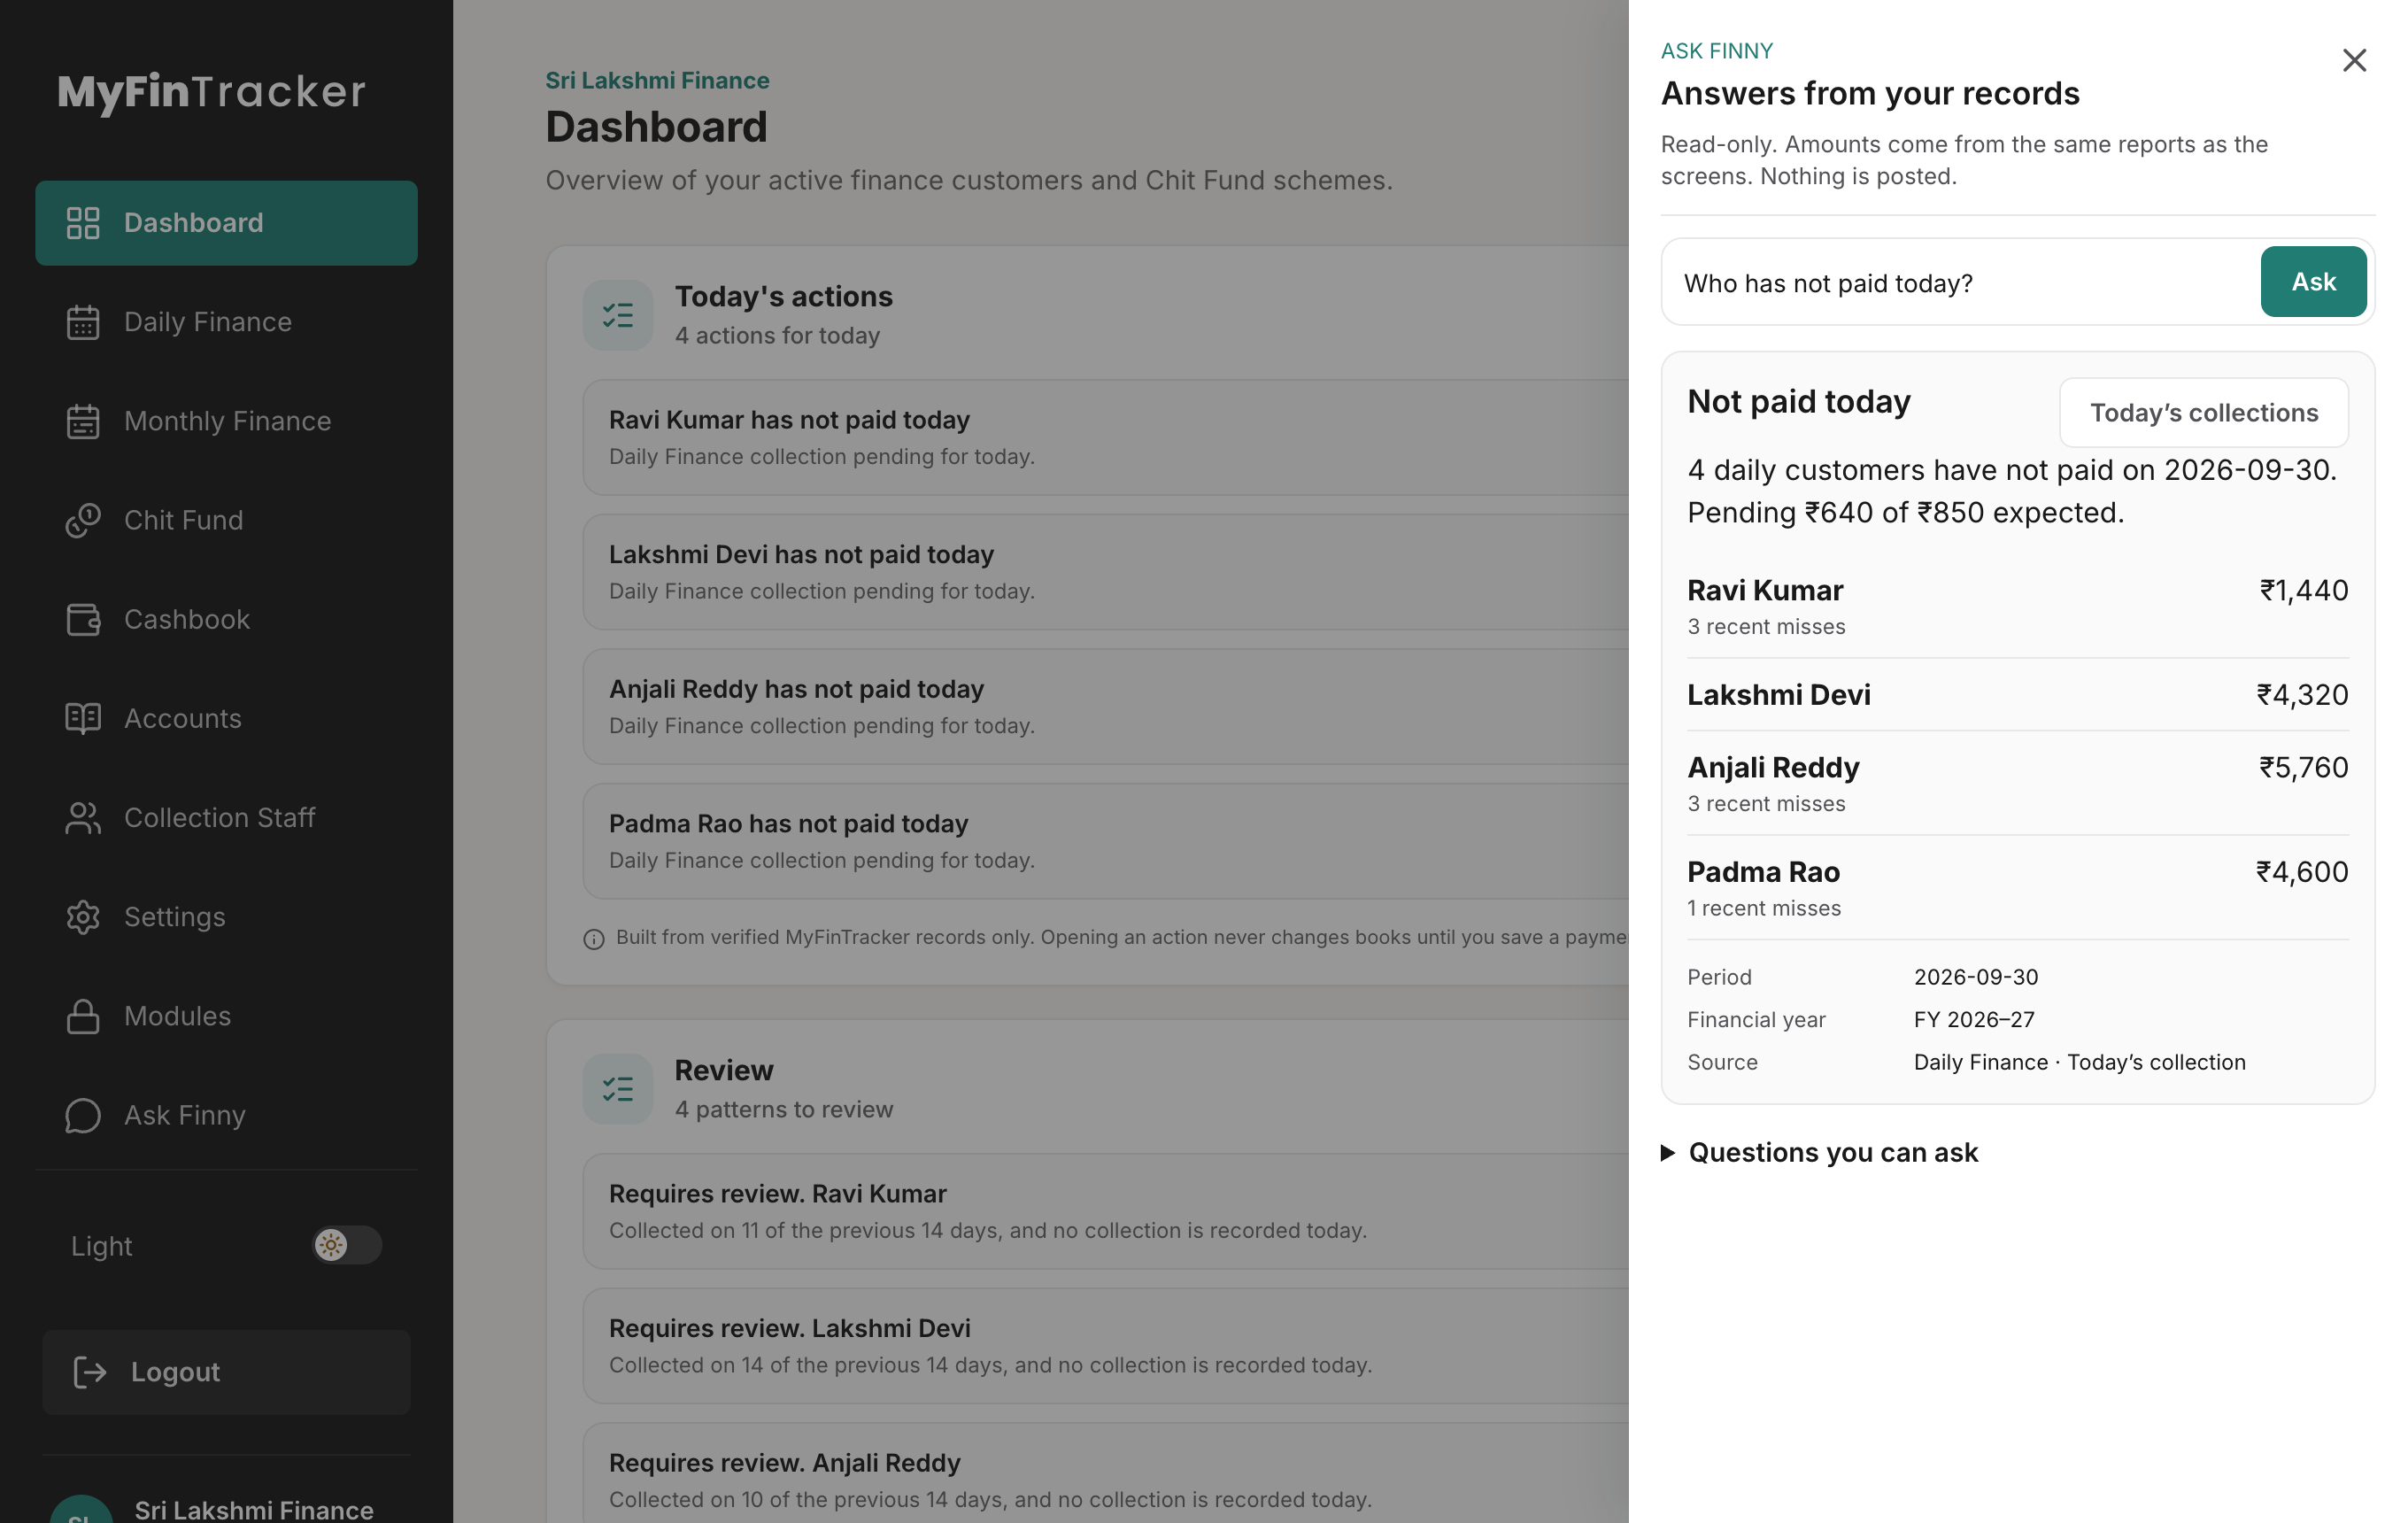 MyFinTracker
Dashboard
Daily Finance
Monthly Finance
Chit Fund
Cashbook
Accounts
Collection Staff
Settings
Modules
Ask Finny
Light
Logout
Sri Lakshmi Finance
Sri Lakshmi Finance
Dashboard
Overview of your active finance customers and Chit Fund schemes.
Today's actions
4 actions for today
Ravi Kumar has not paid today
Daily Finance collection pending for today.
Lakshmi Devi has not paid today
Daily Finance collection pending for today.
Anjali Reddy has not paid today
Daily Finance collection pending for today.
Padma Rao has not paid today
Daily Finance collection pending for today.
Built from verified MyFinTracker records only. Opening an action never changes books until you save a
Review
4 patterns to review
Requires review. Ravi Kumar
Collected on 11 of the previous 14 days, and no collection is recorded today.
Requires review. Lakshmi Devi
Collected on 14 of the previous 14 days, and no collection is recorded today.
Requires review. Anjali Reddy
Collected on 10 of the previous 14 days, and no collection is recorded today.
ASK FINNY
Answers from your records
Read-only. Amounts come from the same reports as the
screens. Nothing is posted.
Who has not paid today?
Ask
Not paid today
Today’s collections
4 daily customers have not paid on 2026-09-30.
Pending ₹640 of ₹850 expected.
Ravi Kumar ₹1,440
3 recent misses
Lakshmi Devi ₹4,320
Anjali Reddy ₹5,760
3 recent misses
Padma Rao ₹4,600
1 recent misses
Period 2026-09-30
Financial year FY 2026–27
Source Daily Finance · Today’s collection
Questions you can ask